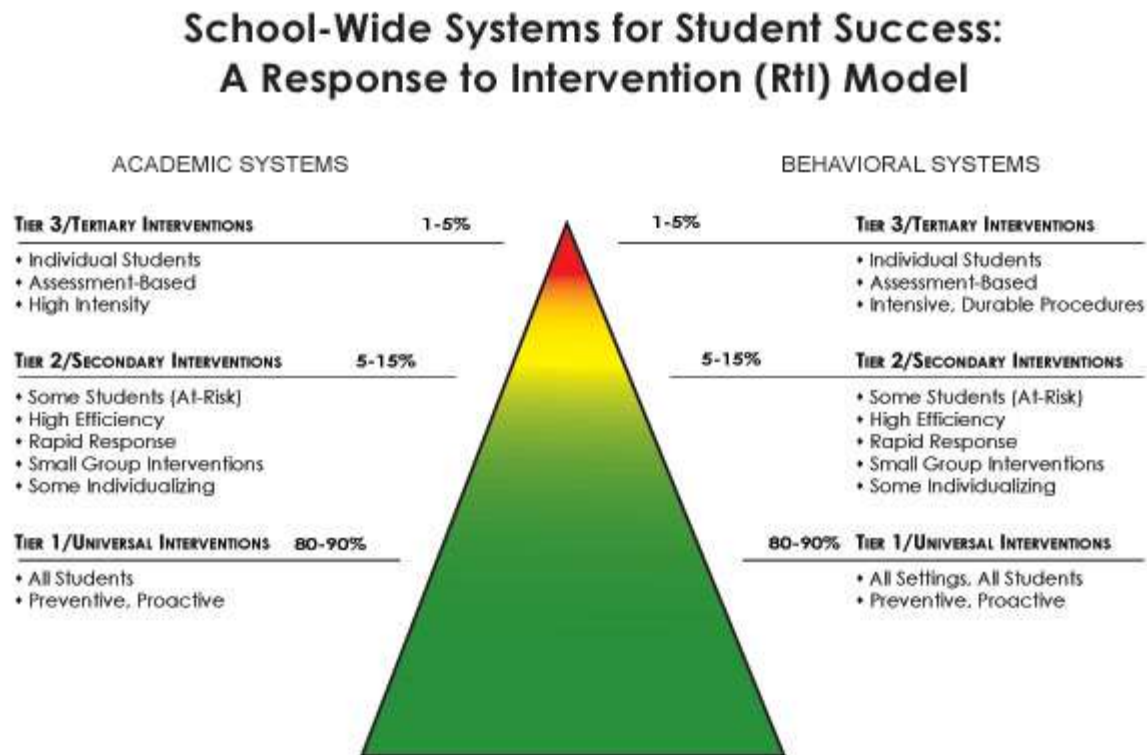 School-Wide Systems for Student Success:
A Response to Intervention (RtI) Model
ACADEMIC SYSTEMS
TIER 3/TERTIARY INTERVENTIONS 1-5%
• Individual Students
• Assessment-Based
• High Intensity
TIER 2/SECONDARY INTERVENTIONS 5-15%
• Some Students (At-Risk)
• High Efficiency
• Rapid Response
• Small Group Interventions
• Some Individualizing
TIER 1/UNIVERSAL INTERVENTIONS 80-90%
• All Students
• Preventive, Proactive
BEHAVIORAL SYSTEMS
1-5% TIER 3/TERTIARY INTERVENTIONS
• Individual Students
• Assessment-Based
• Intensive, Durable Procedures
5-15% TIER 2/SECONDARY INTERVENTIONS
• Some Students (At-Risk)
• High Efficiency
• Rapid Response
• Small Group Interventions
• Some Individualizing
80-90% TIER 1/UNIVERSAL INTERVENTIONS
• All Settings, All Students
• Preventive, Proactive